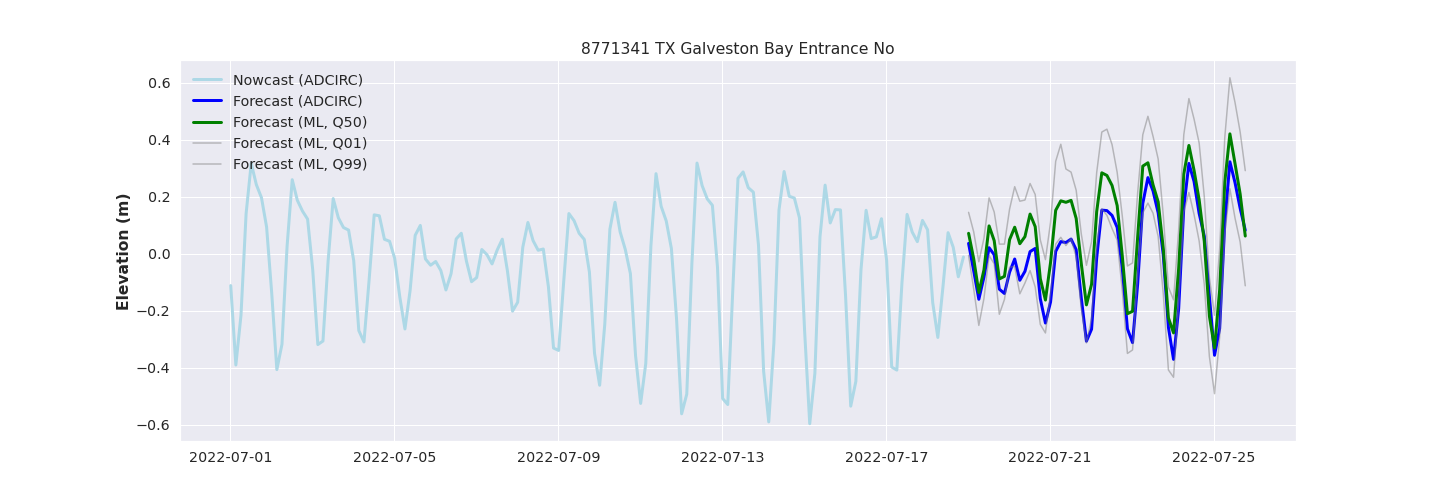 8771341 TX Galveston Bay Entrance No
Nowcast (ADCIRC)
Forecast (ADCIRC)
Forecast (ML, Q50)
Forecast (ML, Q01)
Forecast (ML, Q99)
Elevation (m)
0.6
0.4
0.2
0.0
−0.2
−0.4
−0.6
2022-07-01 2022-07-05 2022-07-09 2022-07-13 2022-07-17 2022-07-21 2022-07-25